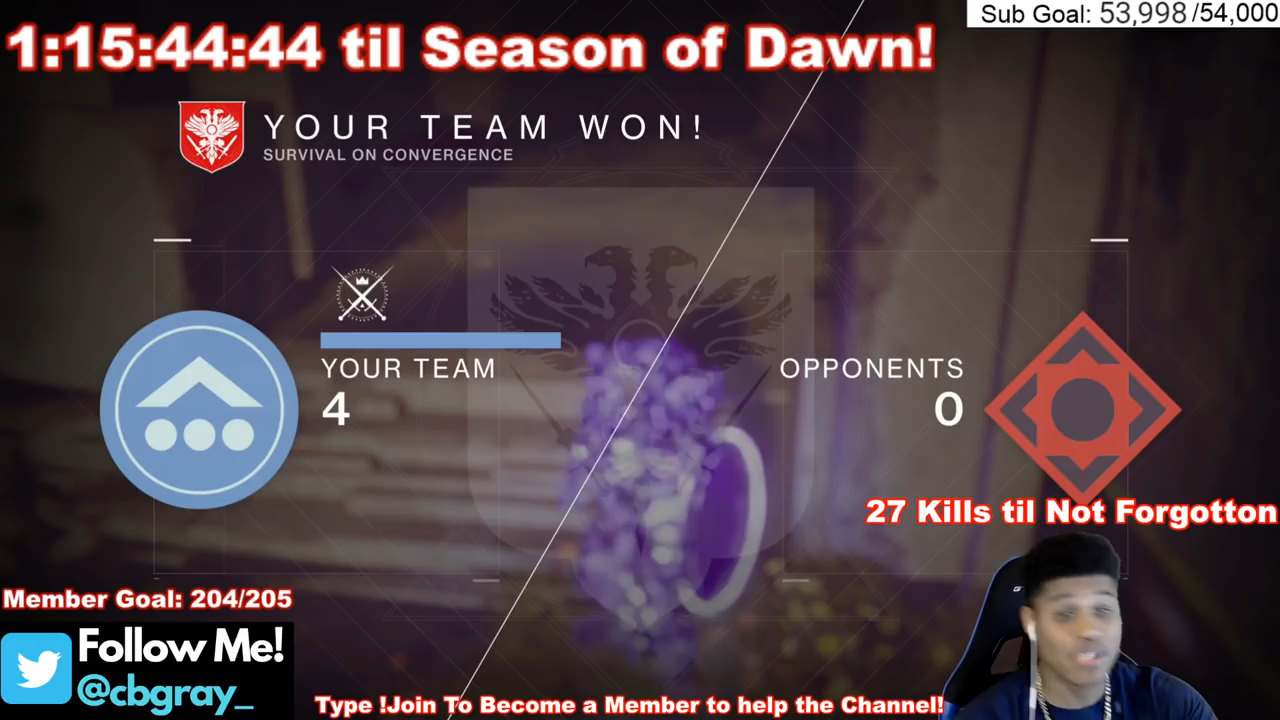 Sub Goal: 53,998 /54,000
1:15:44:44 til Season of Dawn!
YOUR TEAM WON!
SURVIVAL ON CONVERGENCE
YOUR TEAM
4
OPPONENTS
0
27 Kills til Not Forgotton
Member Goal: 204/205
Follow Me!
@cbgray_
Type !Join To Become a Member to help the Channel!